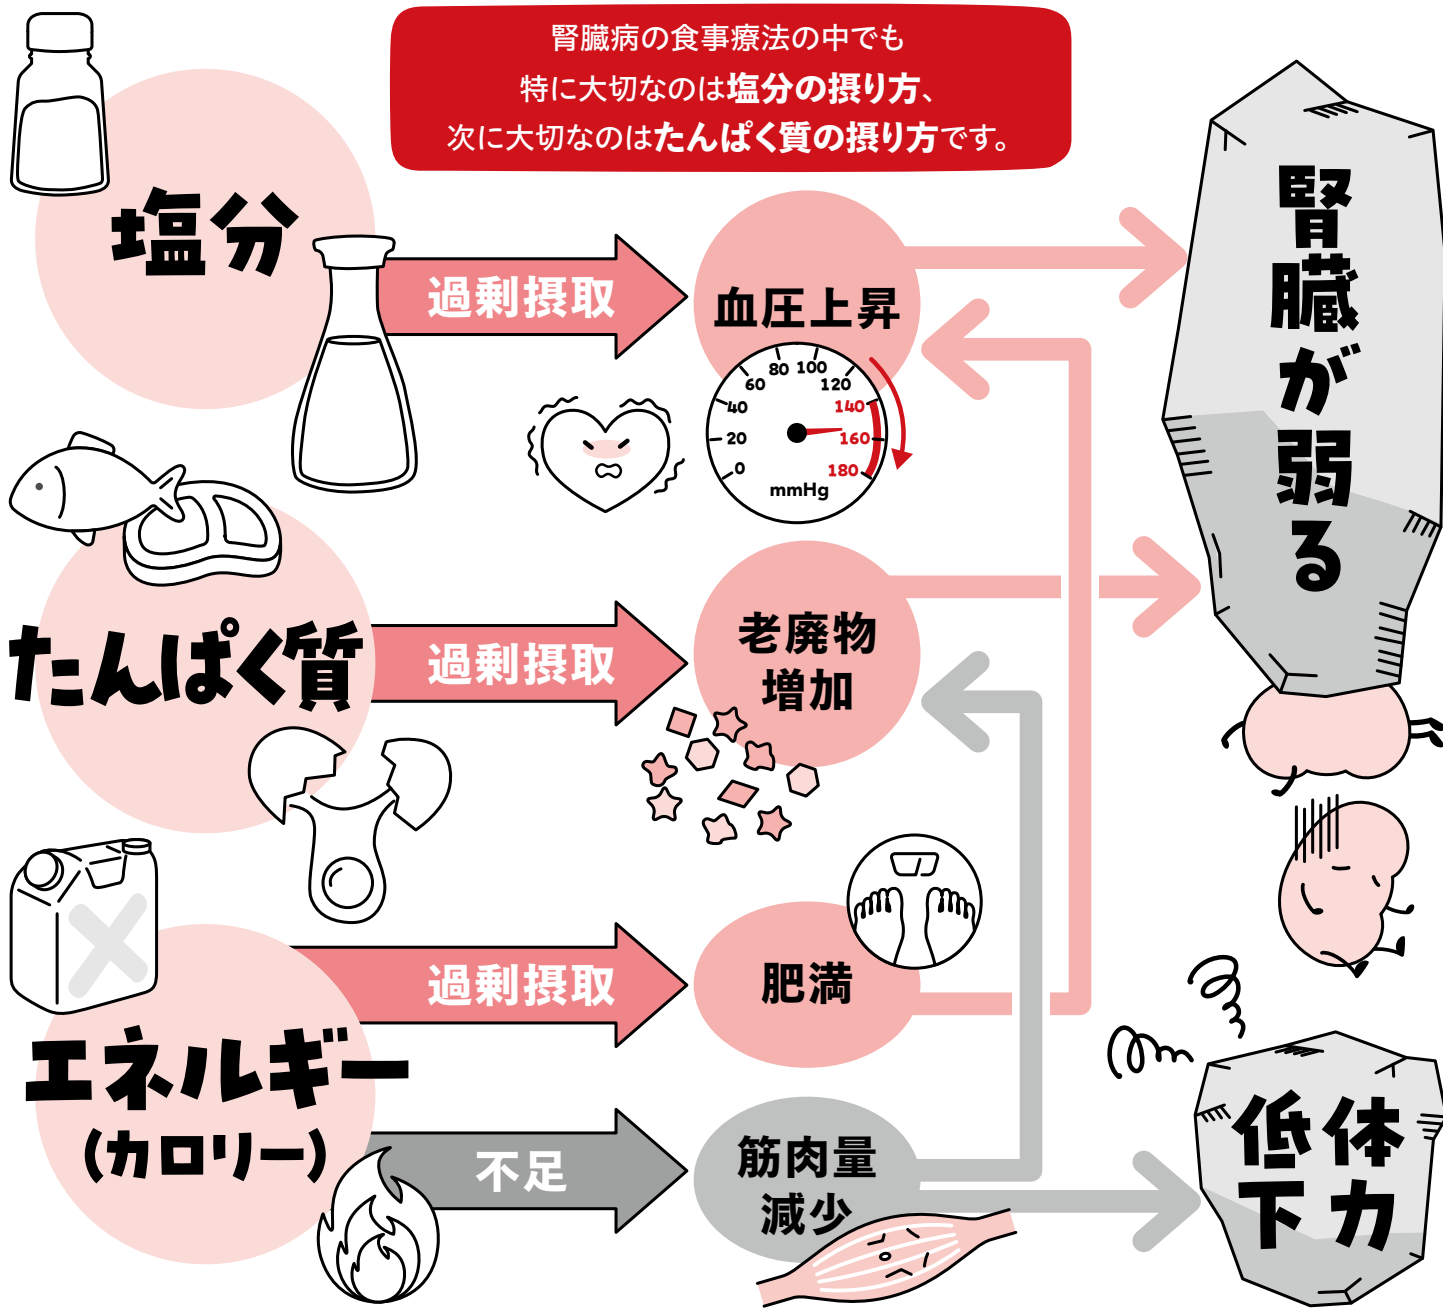 腎臓病の食事療法の中でも
特に大切なのは塩分の摂り方、
次に大切なのはたんぱく質の摂り方です。
塩分
過剰摂取
血圧上昇
0
20
40
60
80
100
120
140
160
180
mmHg
たんぱく質
過剰摂取
老廃物
増加
エネルギー
(カロリー)
過剰摂取
肥満
不足
筋肉量
減少
腎臓が弱る
体力
低下